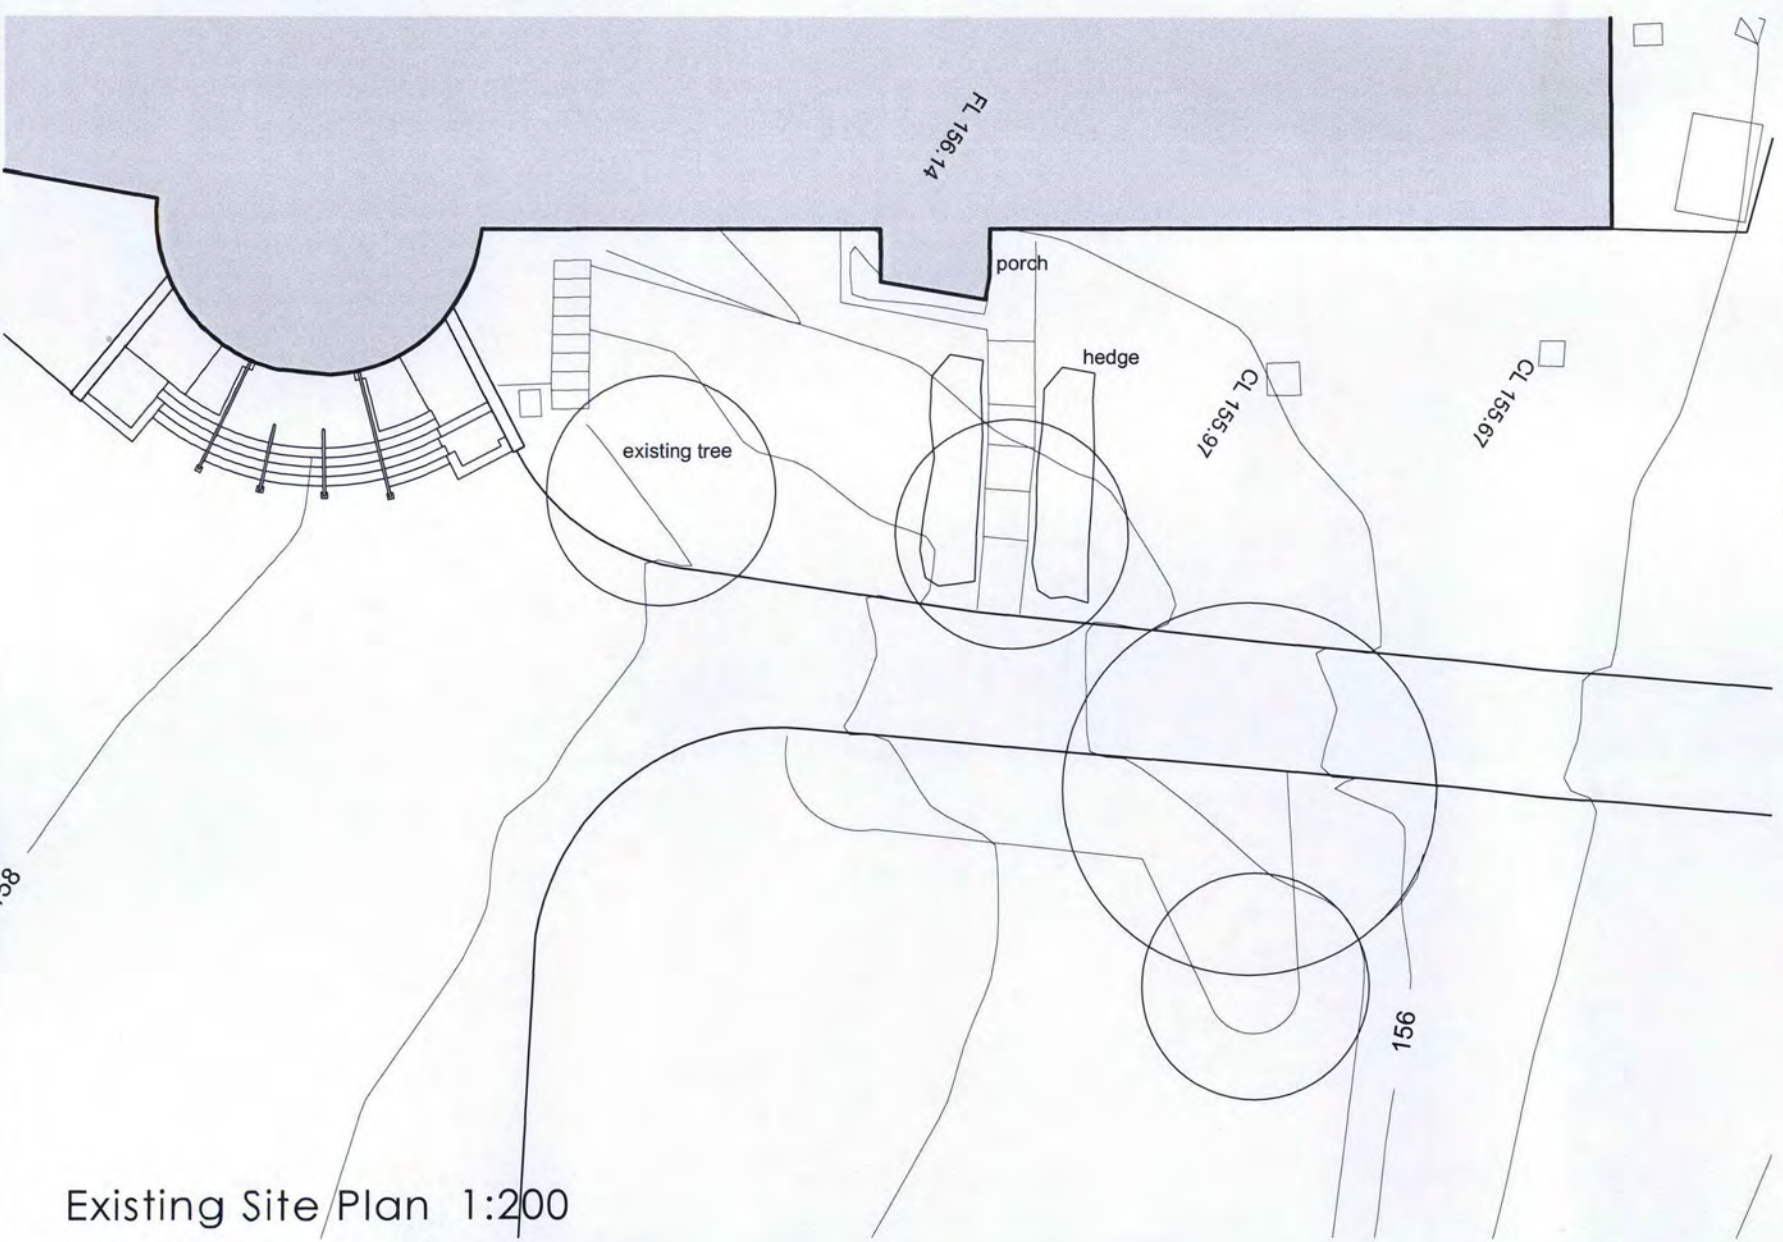 FL 156.14
porch
hedge
CL 155.97
CL 155.67
existing tree
156
Existing Site Plan 1:200